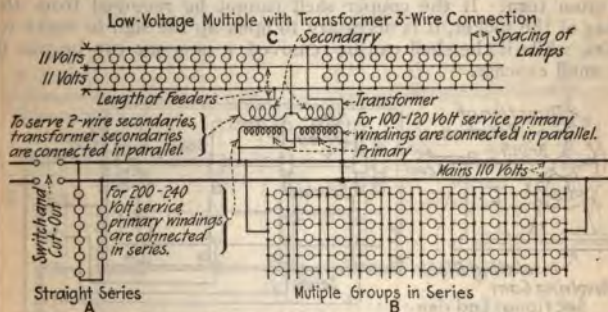 Low-Voltage Multiple with Transformer 3-Wire Connection
C
Secondary
Spacing of
Lamps
11 Volts
11 Volts
Length of Feeders
Transformer
To serve 2-wire secondaries,
transformer secondaries
are connected in parallel.
For 100-120 Volt service primary
windings are connected in parallel.
Primary
Mains 110 Volts
Switch and
Cut-Out
For 200-240
Volt service,
primary windings
are connected
in series.
Straight Series
A
Mutiple Groups in Series
B